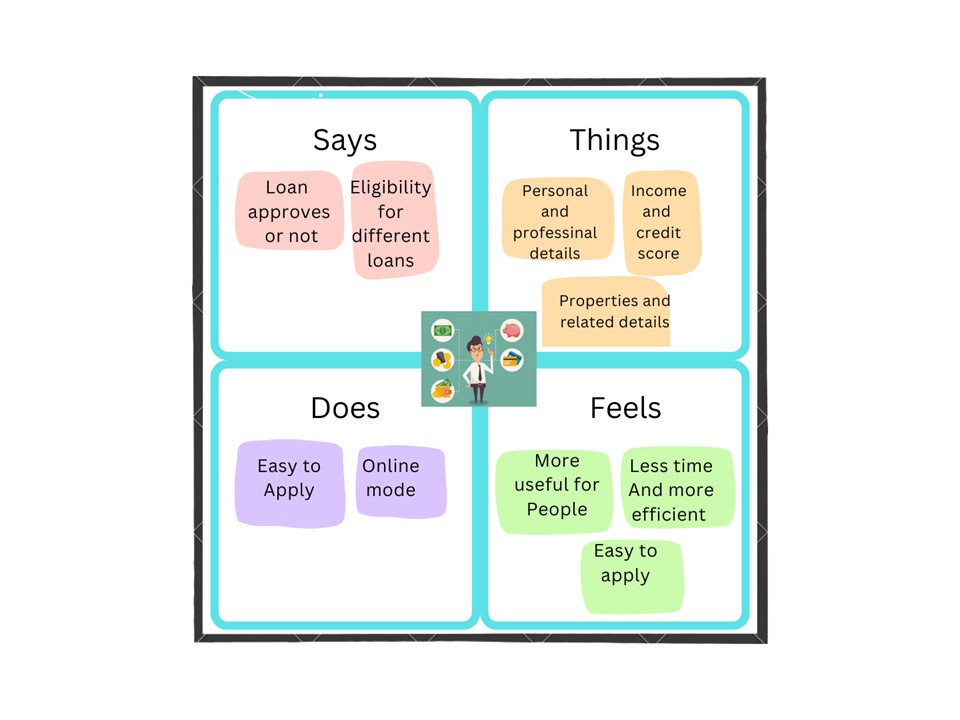 Says
Loan
approves
or not
Eligibility
for
different
loans
Things
Personal
and
professinal
details
Income
and
credit
score
Properties and
related details
Does
Easy to
Apply
Online
mode
Feels
More
useful for
People
Less time
And more
efficient
Easy to
apply